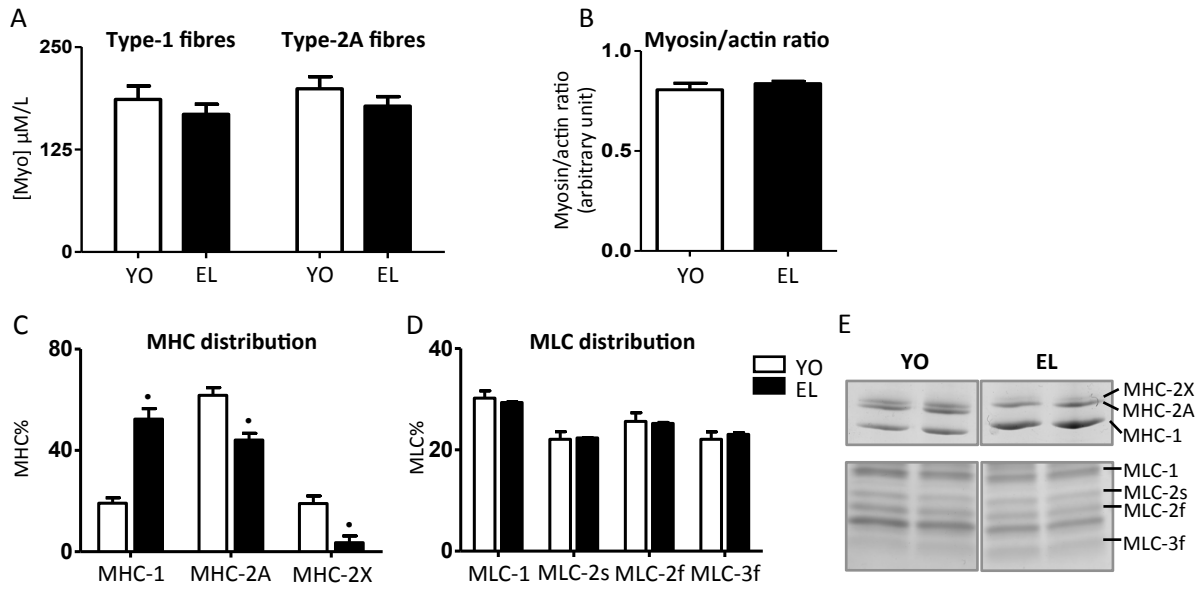 A
Type-1 fibres Type-2A fibres
250
125
0
[Myo] µM/L
YO EL YO EL
B
Myosin/actin ratio
1.0
0.5
0.0
Myosin/actin ratio
(arbitrary unit)
YO EL
C
MHC distribution
80
40
0
MHC%
MHC-1 MHC-2A MHC-2X
D
MLC distribution
40
20
0
MLC%
MLC-1 MLC-2s MLC-2f MLC-3f
YO
EL
E
YO EL
MHC-2X
MHC-2A
MHC-1
MLC-1
MLC-2s
MLC-2f
MLC-3f